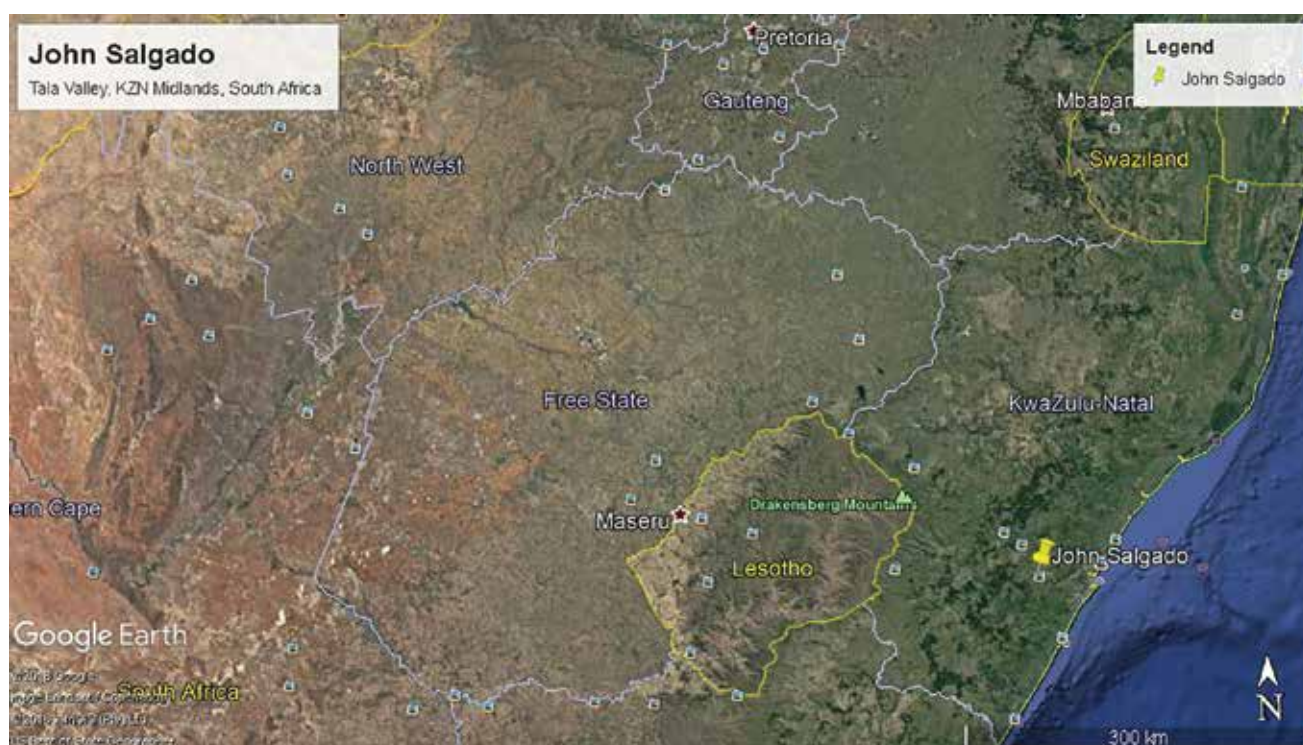 John Salgado
Tala Valley, KZN Midlands, South Africa
Pretoria
Legend
John Salgado
Gauteng
Mbabane
North West
Swaziland
Free State
KwaZulu-Natal
ern Cape
Maseru
Drakensberg Mountains
John Salgado
Lesotho
Google Earth
South Africa
N
300 km